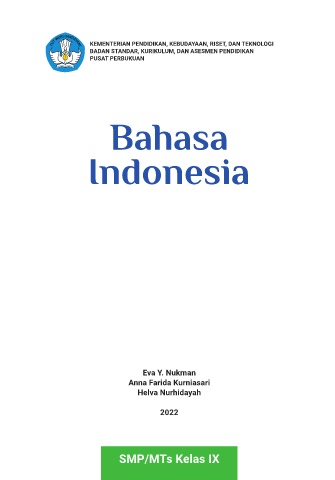 KEMENTERIAN PENDIDIKAN, KEBUDAYAAN, RISET, DAN TEKNOLOGI
BADAN STANDAR, KURIKULUM, DAN ASESMEN PENDIDIKAN
PUSAT PERBUKUAN
Bahasa
Indonesia
Eva Y. Nukman
Anna Farida Kurniasari
Helva Nurhidayah
2022
SMP/MTs Kelas IX